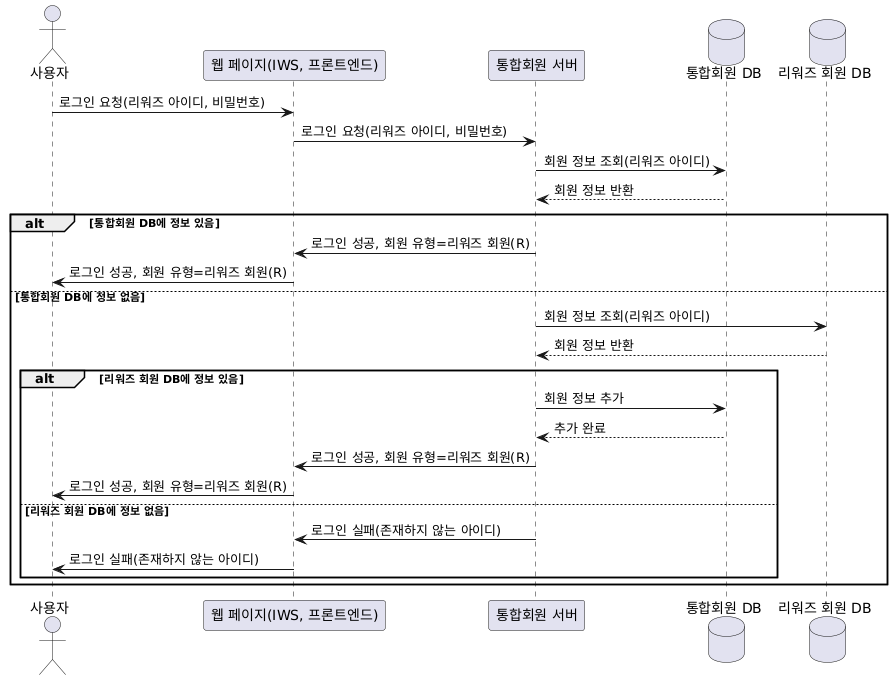 사용자
웹 페이지(IWS, 프론트엔드)
통합회원 서버
통합회원 DB
리워즈 회원 DB
로그인 요청(리워즈 아이디, 비밀번호)
로그인 요청(리워즈 아이디, 비밀번호)
회원 정보 조회(리워즈 아이디)
회원 정보 반환
alt
[통합회원 DB에 정보 있음]
로그인 성공, 회원 유형=리워즈 회원(R)
로그인 성공, 회원 유형=리워즈 회원(R)
[통합회원 DB에 정보 없음]
회원 정보 조회(리워즈 아이디)
회원 정보 반환
alt
[리워즈 회원 DB에 정보 있음]
회원 정보 추가
추가 완료
로그인 성공, 회원 유형=리워즈 회원(R)
로그인 성공, 회원 유형=리워즈 회원(R)
[리워즈 회원 DB에 정보 없음]
로그인 실패(존재하지 않는 아이디)
로그인 실패(존재하지 않는 아이디)
사용자
웹 페이지(IWS, 프론트엔드)
통합회원 서버
통합회원 DB
리워즈 회원 DB